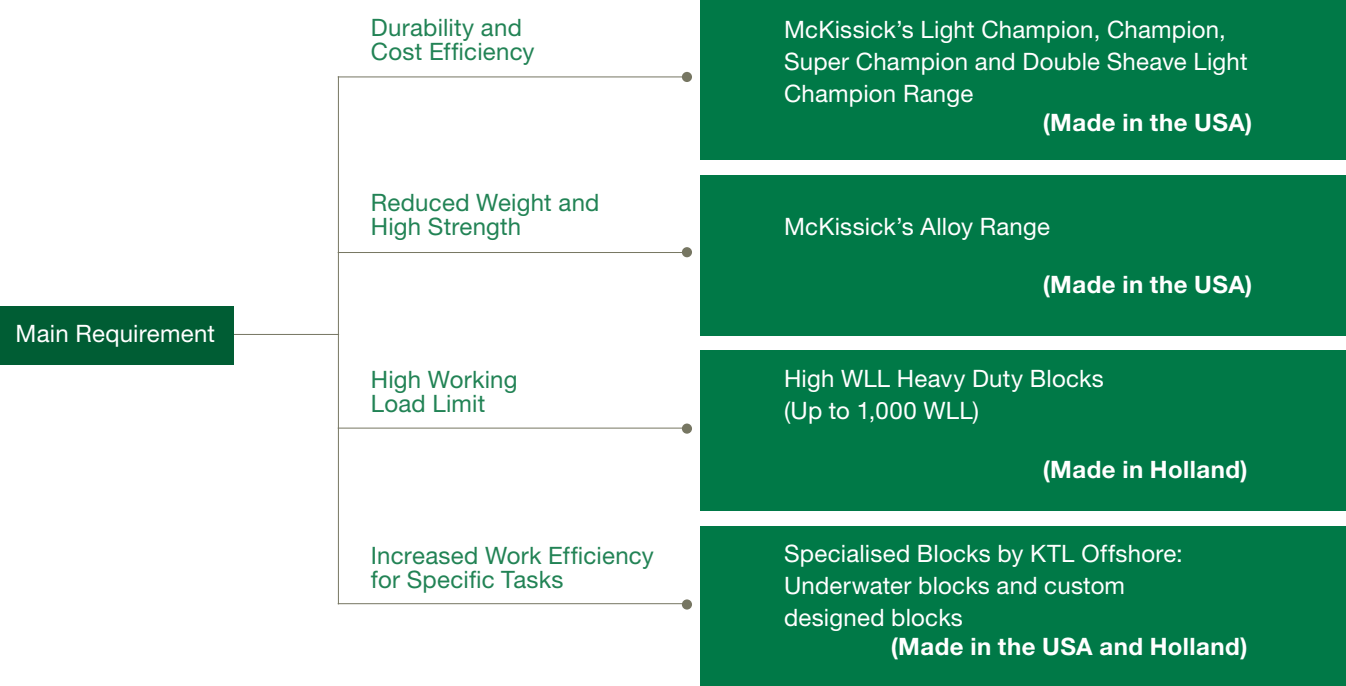 Durability and
Cost Efficiency
McKissick's Light Champion, Champion,
Super Champion and Double Sheave Light
Champion Range
(Made in the USA)
Reduced Weight and
High Strength
McKissick's Alloy Range
(Made in the USA)
Main Requirement
High Working
Load Limit
High WLL Heavy Duty Blocks
(Up to 1,000 WLL)
(Made in Holland)
Increased Work Efficiency
for Specific Tasks
Specialised Blocks by KTL Offshore:
Underwater blocks and custom
designed blocks
(Made in the USA and Holland)